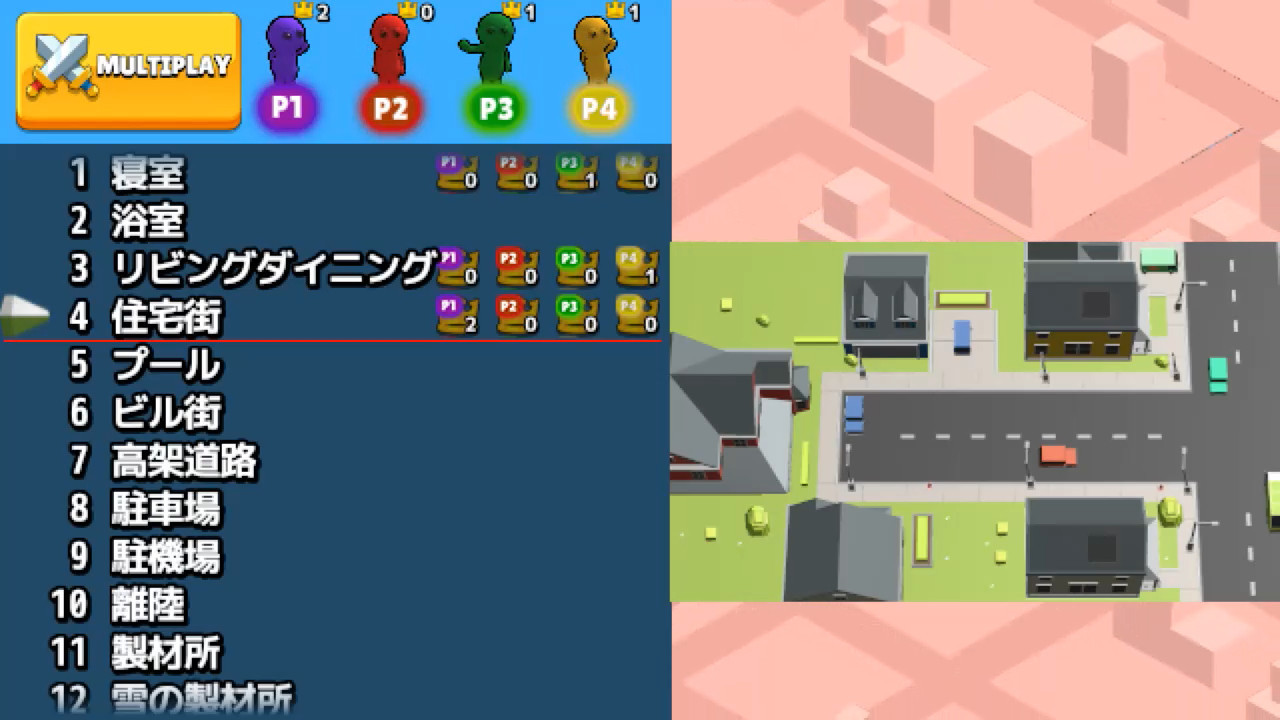 MULTIPLAY
2 0 1 1
P1 P2 P3 P4
1 寝室 P1 0 P2 0 P3 1 P4 0
2 浴室
3 リビングダイニング P1 0 P2 0 P3 0 P4 1
4 住宅街 P1 2 P2 0 P3 0 P4 0
5 プール
6 ビル街
7 高架道路
8 駐車場
9 駐機場
10 離陸
11 製材所
12 雪の製材所